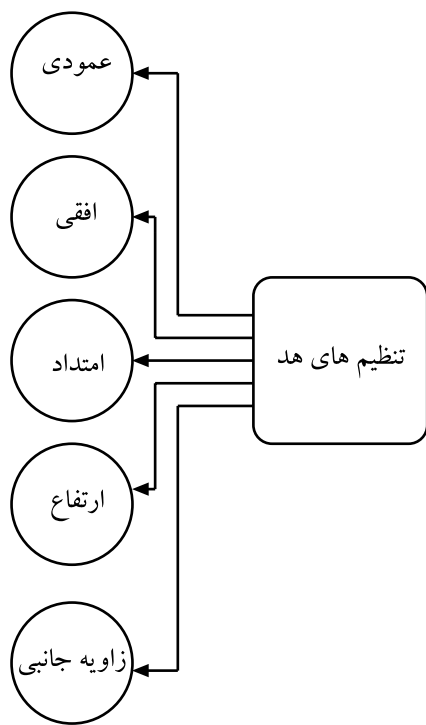 تنظیم های هد
عمودی
افقی
امتداد
ارتفاع
زاویه جانبی